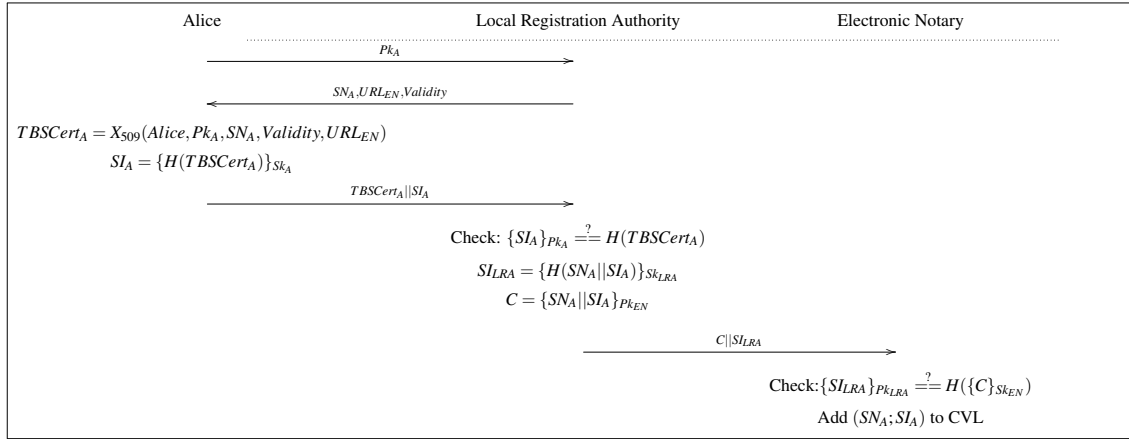 Alice Local Registration Authority Electronic Notary
Pk_A
SN_A,URL_EN,Validity
TBSCert_A = X_509(Alice,Pk_A,SN_A,Validity,URL_EN)
SI_A = {H(TBSCert_A)}_Sk_A
TBSCert_A||SI_A
Check: {SI_A}_Pk_A =?= H(TBSCert_A)
SI_LRA = {H(SN_A||SI_A)}_Sk_LRA
C = {SN_A||SI_A}_Pk_EN
C||SI_LRA
Check:{SI_LRA}_Pk_LRA =?= H({C}_Sk_EN)
Add (SN_A;SI_A) to CVL